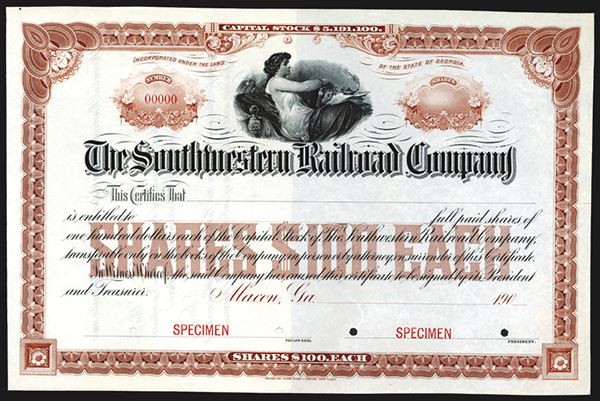 CAPITAL STOCK $5,191,100.
INCORPORATED UNDER THE LAWS OF THE STATE OF GEORGIA.
NUMBER
00000
SHARES
The Southwestern Railroad Company
This Certifies That
is entitled to full paid shares of
one hundred dollars each of the Capital Stock of The Southwestern Railroad Company,
transferable only on the books of the Company in person or by attorney on surrender of this Certificate.
In Witness Whereof, the said Company has caused this certificate to be signed by its President
and Treasurer. Macon, Ga. 190
SHARES $100 EACH
SPECIMEN SPECIMEN
TREASURER. PRESIDENT.
SHARES $100. EACH